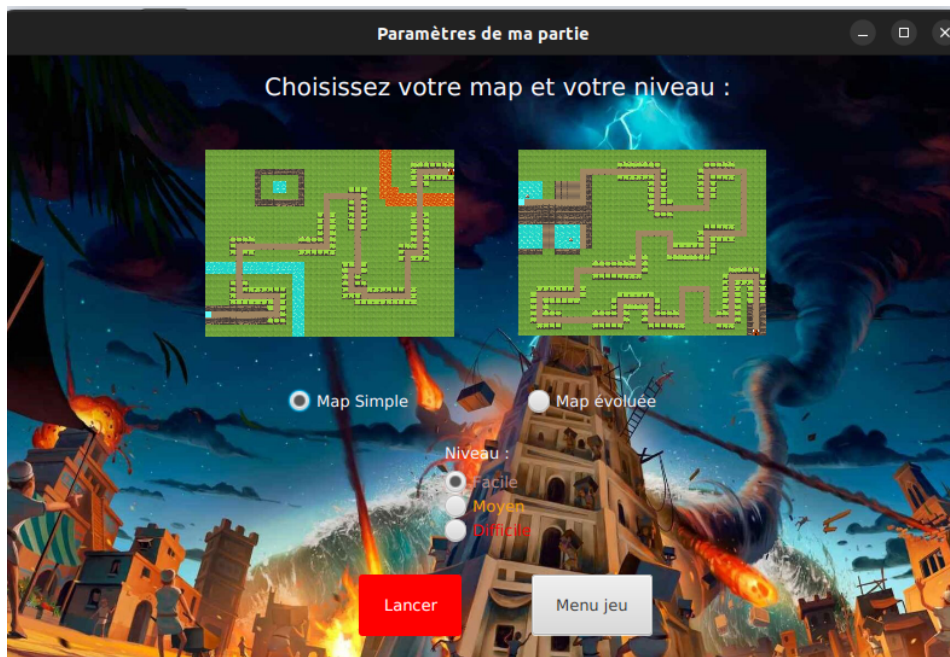 Paramètres de ma partie
Choisissez votre map et votre niveau :
Map Simple
Map évoluée
Niveau :
Facile
Moyen
Difficile
Lancer
Menu jeu